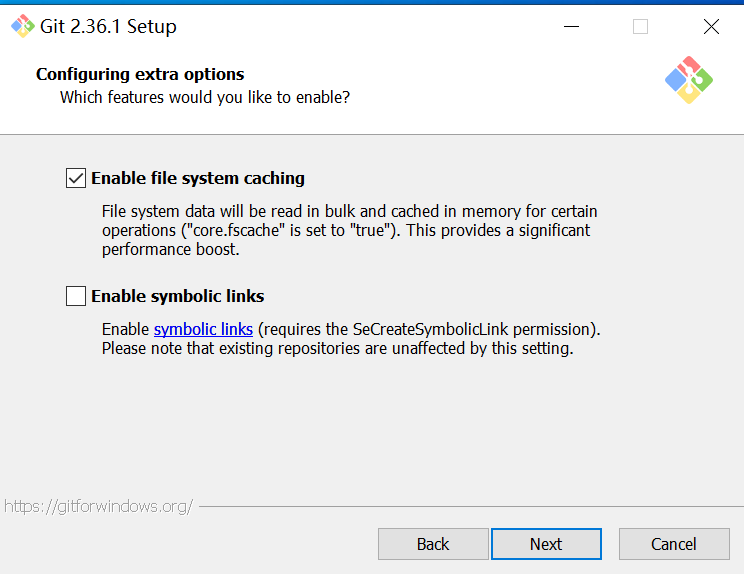 Git 2.36.1 Setup
Configuring extra options
Which features would you like to enable?
Enable file system caching
File system data will be read in bulk and cached in memory for certain
operations ("core.fscache" is set to "true"). This provides a significant
performance boost.
Enable symbolic links
Enable symbolic links (requires the SeCreateSymbolicLink permission).
Please note that existing repositories are unaffected by this setting.
https://gitforwindows.org/
Back
Next
Cancel